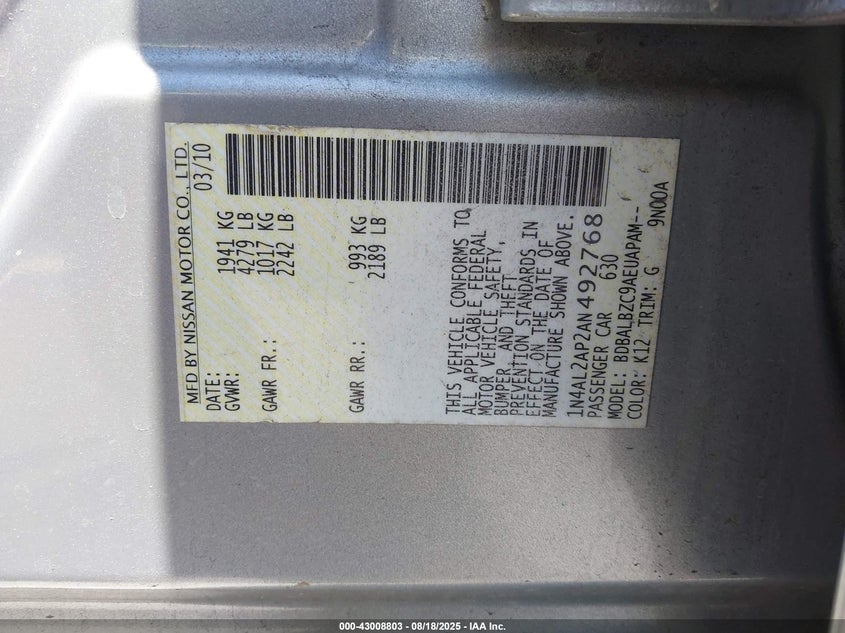 MFD BY NISSAN MOTOR CO., LTD.
DATE: 03/10
GVWR: 1941 KG
4279 LB
GAWR FR.: 1017 KG
2242 LB
GAWR RR.: 993 KG
2189 LB
THIS VEHICLE CONFORMS TO
ALL APPLICABLE FEDERAL
MOTOR VEHICLE SAFETY,
BUMPER, AND THEFT
PREVENTION STANDARDS IN
EFFECT ON THE DATE OF
MANUFACTURE SHOWN ABOVE.
1N4AL2AP2AN492768
PASSENGER CAR 630
MODEL: BDBALBZC9AEUAPAM--
COLOR: K12 TRIM: G 9N00A
000-43008803 - 08/18/2025 - IAA Inc.